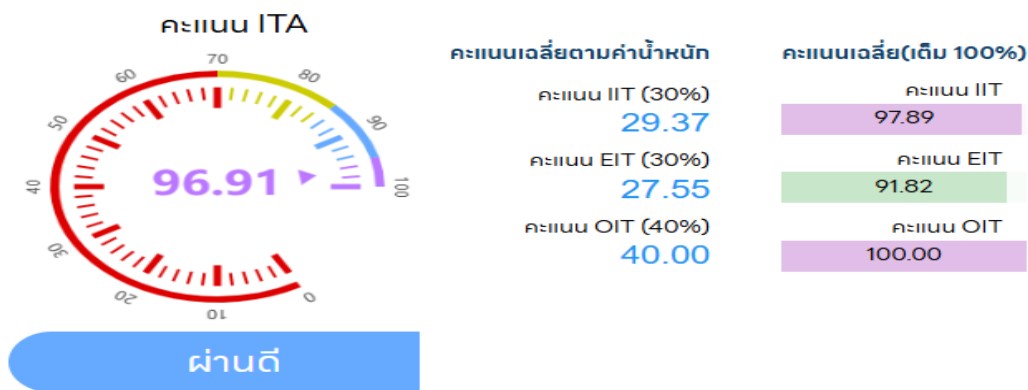 คะแนน ITA
0
10
20
30
40
50
60
70
80
90
100
96.91
ผ่านดี
คะแนนเฉลี่ยตามค่าน้ำหนัก
คะแนน IIT (30%)
29.37
คะแนน EIT (30%)
27.55
คะแนน OIT (40%)
40.00
คะแนนเฉลี่ย(เต็ม 100%)
คะแนน IIT
97.89
คะแนน EIT
91.82
คะแนน OIT
100.00